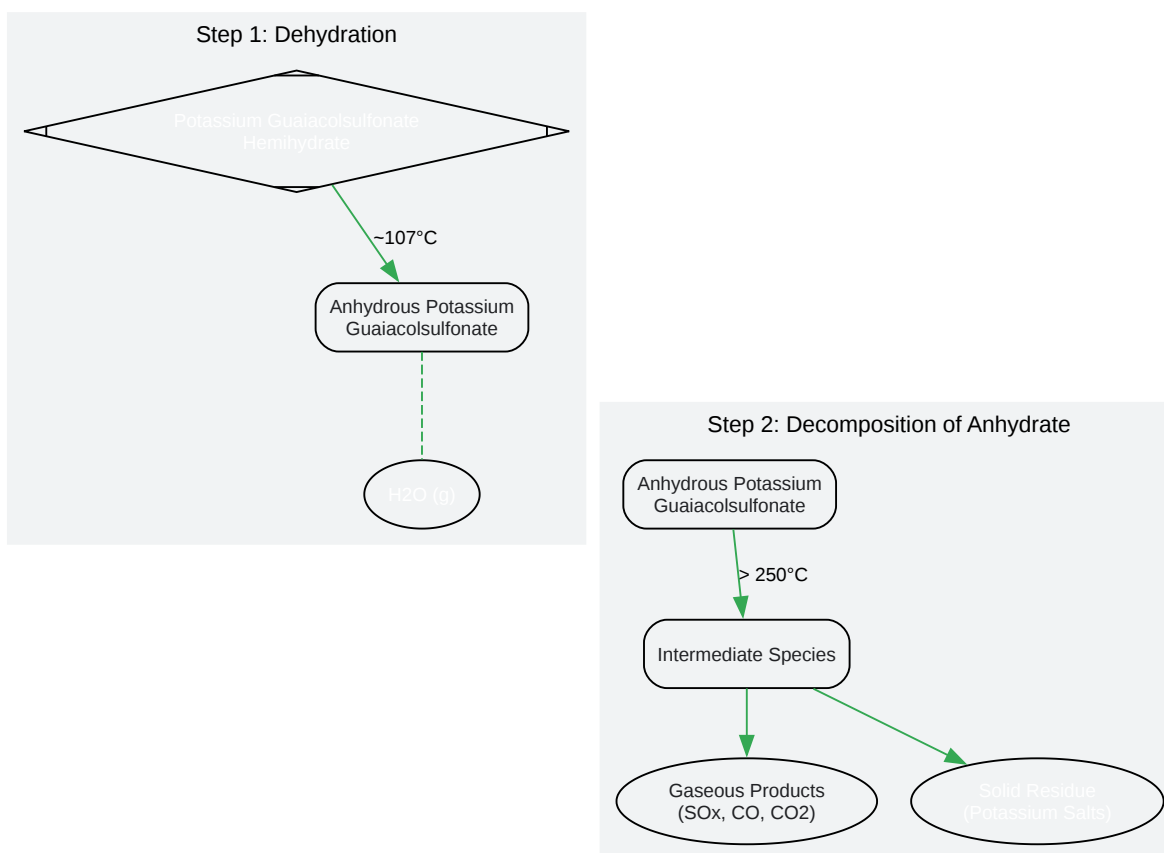 Step 1: Dehydration
Potassium Guaiacolsulfonate
Hemihydrate
~107°C
Anhydrous Potassium
Guaiacolsulfonate
H2O (g)
Step 2: Decomposition of Anhydrate
Anhydrous Potassium
Guaiacolsulfonate
> 250°C
Intermediate Species
Gaseous Products
(SOx, CO, CO2)
Solid Residue
(Potassium Salts)